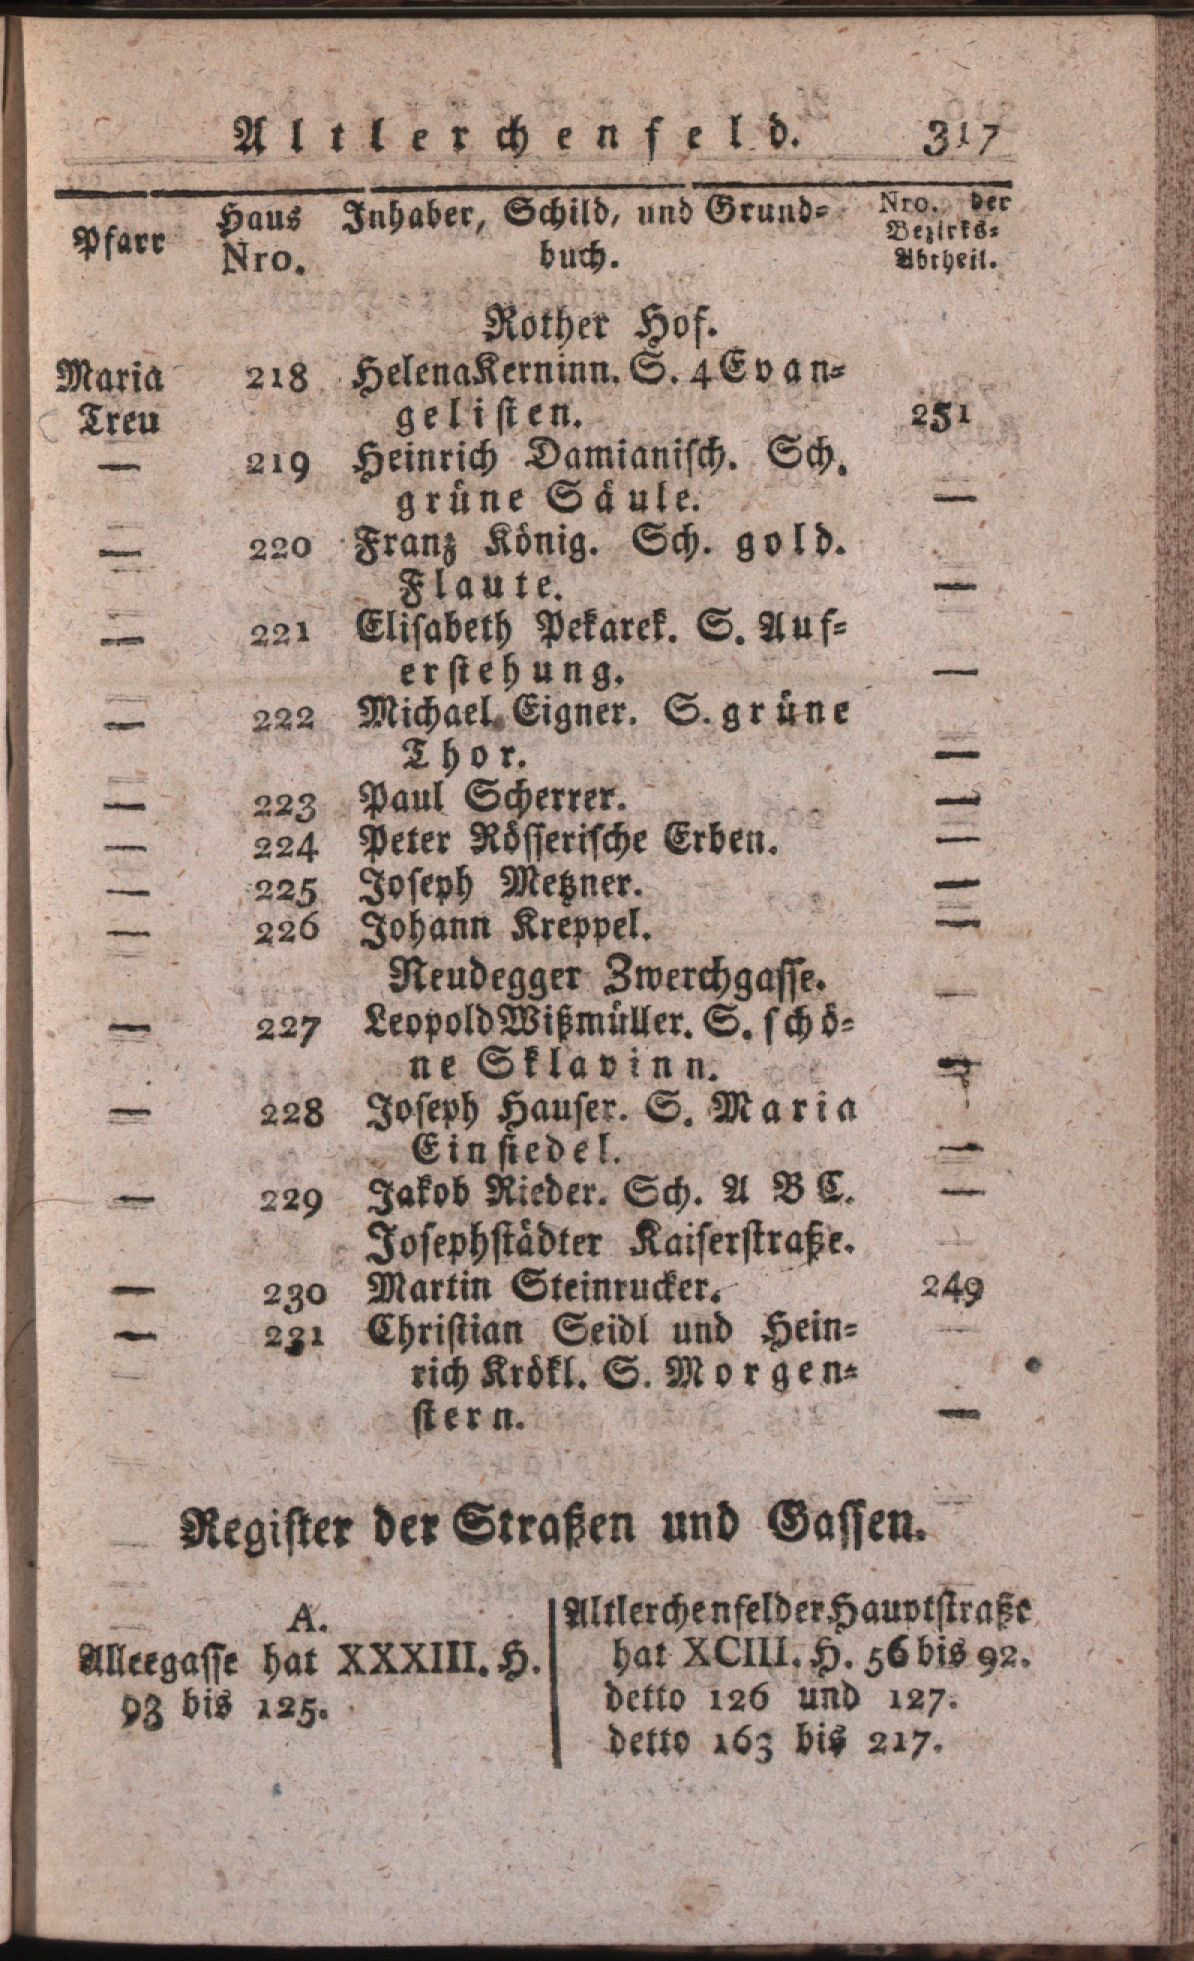 Altlerchenfeld. 317
Pfarr Haus Nro. Inhaber, Schild, und Grund= buch. Nro. der Bezirks= Abtheil.
Rother Hof.
Maria 218 Helena Kerninn. S. 4 Evan=
Treu gelisten. 251
— 219 Heinrich Damianisch. Sch.
grüne Säule. —
— 220 Franz König. Sch. gold.
Flaute. —
— 221 Elisabeth Pekarek. S. Auf=
erstehung. —
— 222 Michael Eigner. S. grüne
Thor. —
— 223 Paul Scherrer. —
— 224 Peter Rösserische Erben. —
— 225 Joseph Metzner. —
— 226 Johann Kreppel. —
Neudegger Zwerchgasse.
— 227 Leopold Wißmüller. S. schö=
ne Sklavinn. —
— 228 Joseph Hauser. S. Maria
Einsiedel. —
— 229 Jakob Rieder. Sch. A B C. —
Josephstädter Kaiserstraße.
— 230 Martin Steinrucker. 249
— 231 Christian Seidl und Hein=
rich Krökl. S. Morgen=
stern. —
Register der Straßen und Gassen.
A.
Alleegasse hat XXXIII. H.
93 bis 125.
Altlerchenfelder Hauptstraße
hat XCIII. H. 56 bis 92.
detto 126 und 127.
detto 163 bis 217.